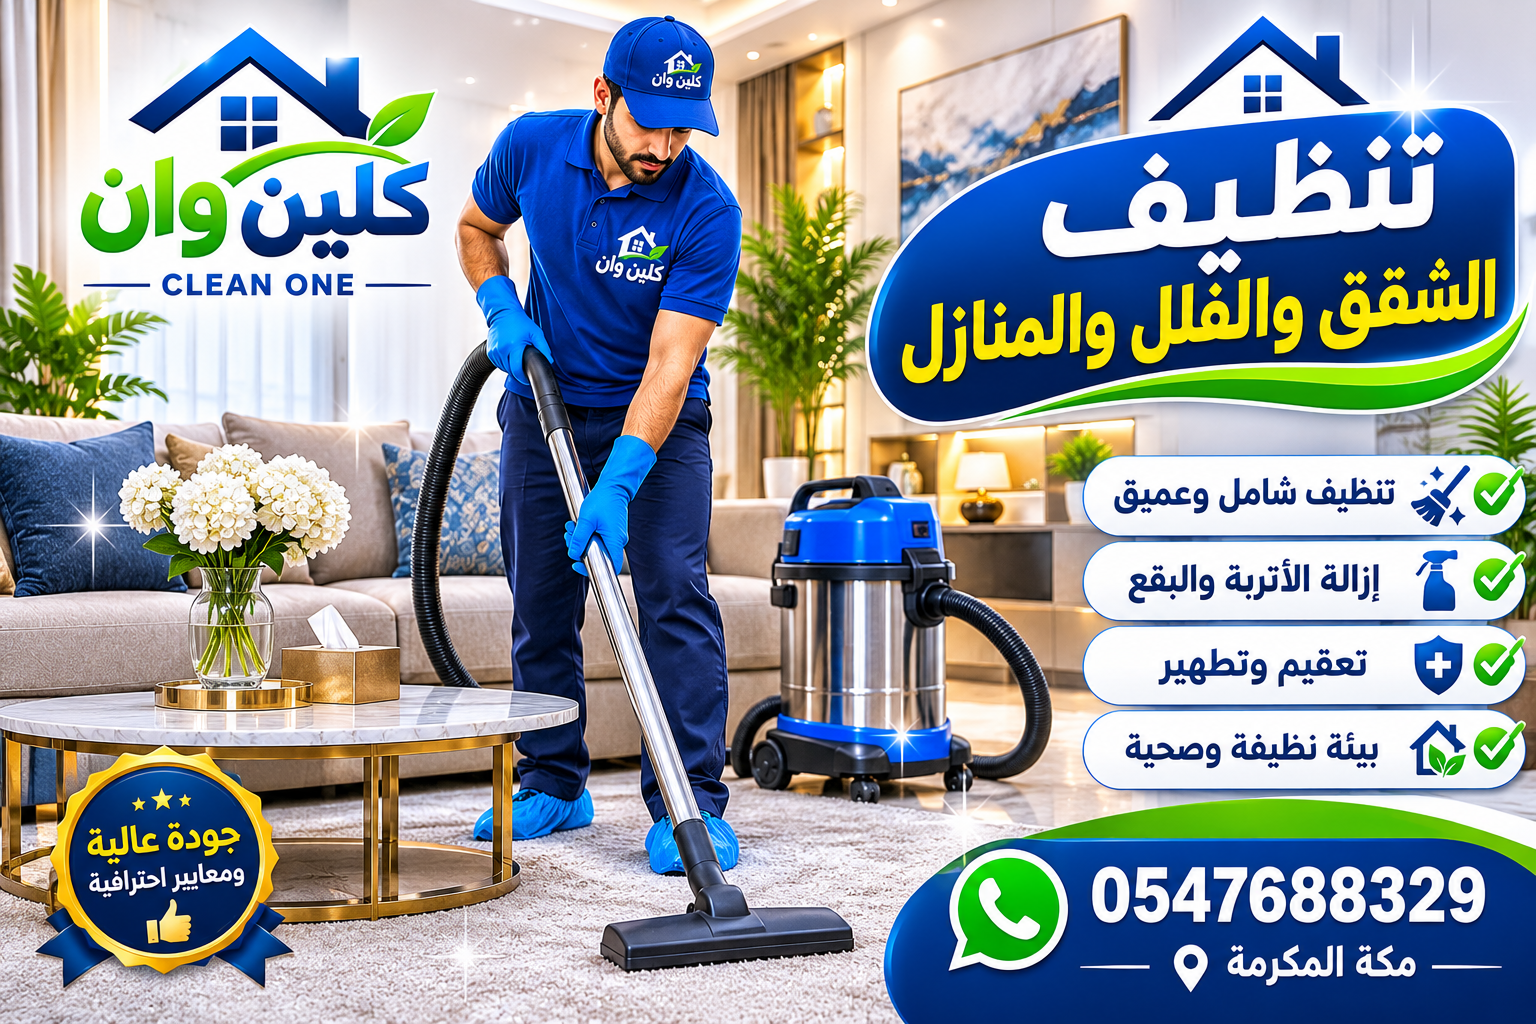 كلين وان
CLEAN ONE
كلين وان
كلين وان
تنظيف
الشقق والفلل والمنازل
تنظيف شامل وعميق
إزالة الأتربة والبقع
تعقيم وتطهير
بيئة نظيفة وصحية
جودة عالية
ومعايير احترافية
0547688329
مكة المكرمة